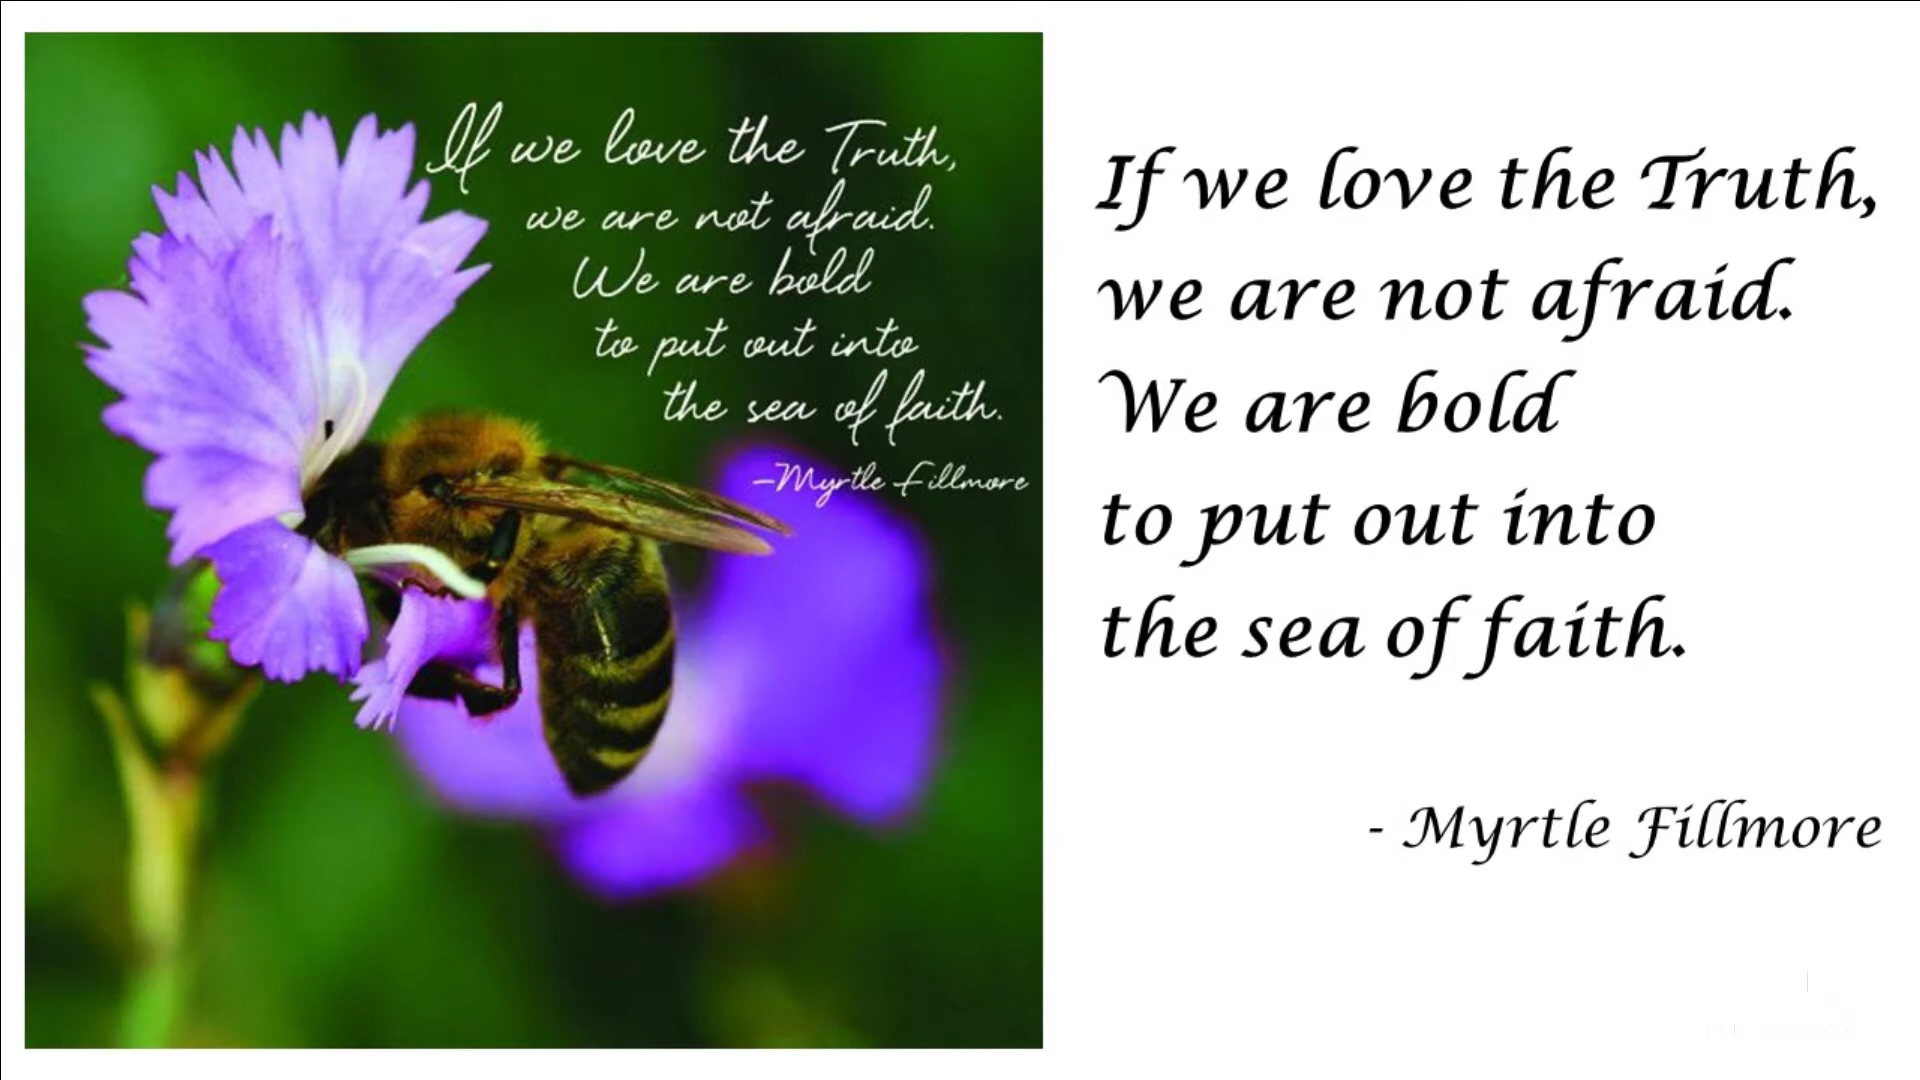 If we love the Truth,
we are not afraid.
We are bold
to put out into
the sea of faith.
—Myrtle Fillmore
If we love the Truth,
we are not afraid.
We are bold
to put out into
the sea of faith.
- Myrtle Fillmore